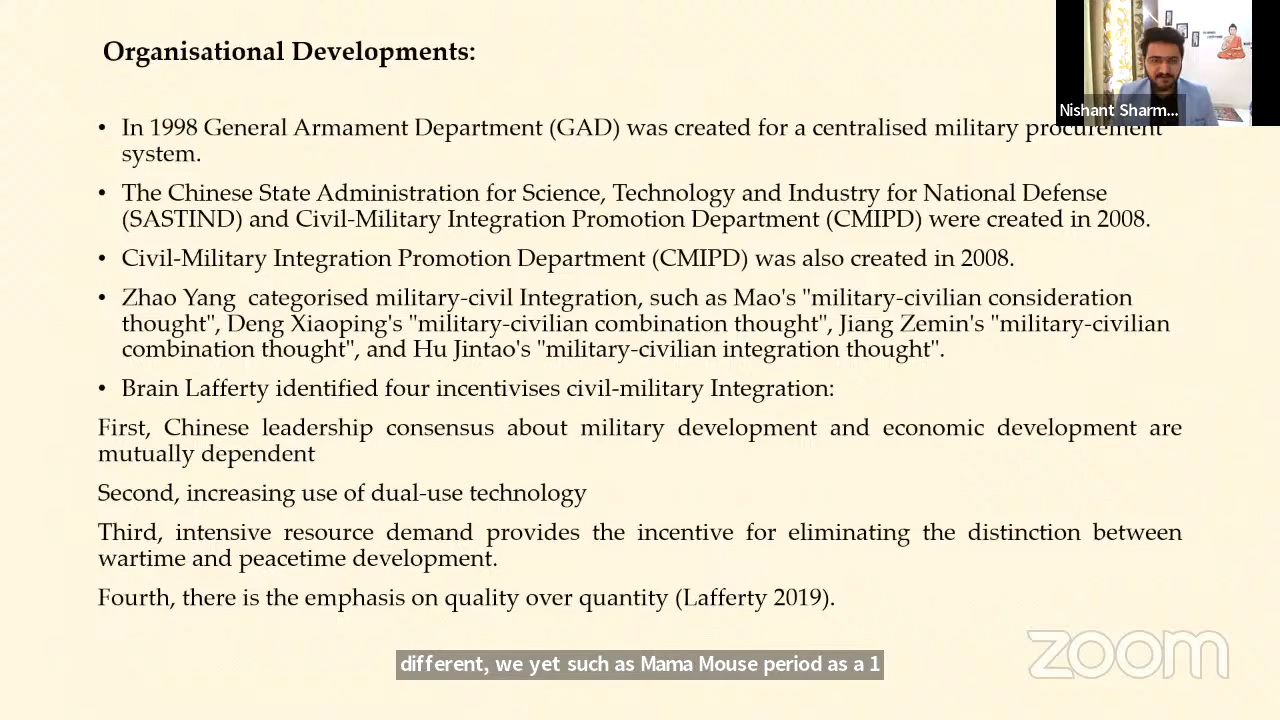 Organisational Developments:
Nishant Sharm...
• In 1998 General Armament Department (GAD) was created for a centralised military procurement
system.
• The Chinese State Administration for Science, Technology and Industry for National Defense
(SASTIND) and Civil-Military Integration Promotion Department (CMIPD) were created in 2008.
• Civil-Military Integration Promotion Department (CMIPD) was also created in 2008.
• Zhao Yang categorised military-civil Integration, such as Mao's "military-civilian consideration
thought", Deng Xiaoping's "military-civilian combination thought", Jiang Zemin's "military-civilian
combination thought", and Hu Jintao's "military-civilian integration thought".
• Brain Lafferty identified four incentivises civil-military Integration:
First, Chinese leadership consensus about military development and economic development are
mutually dependent
Second, increasing use of dual-use technology
Third, intensive resource demand provides the incentive for eliminating the distinction between
wartime and peacetime development.
Fourth, there is the emphasis on quality over quantity (Lafferty 2019).
different, we yet such as Mama Mouse period as a 1
zoom